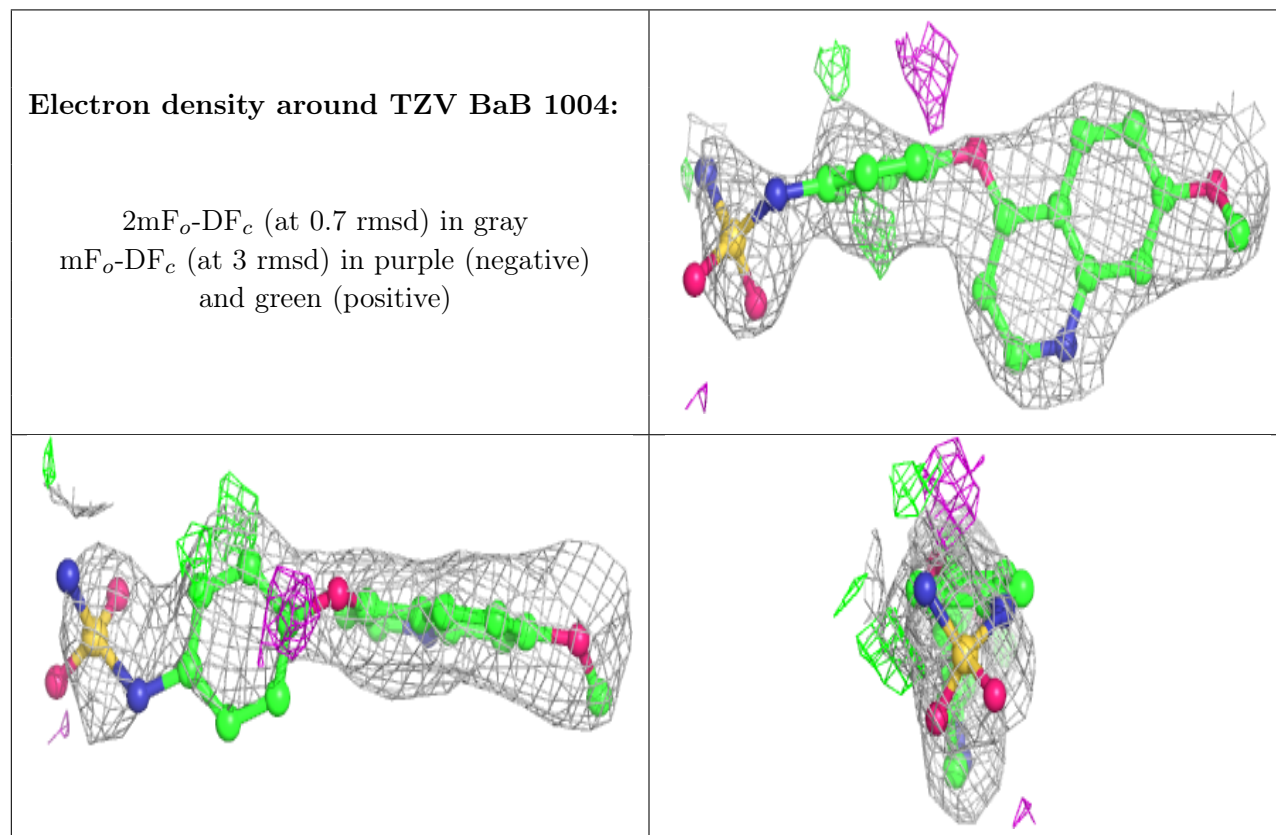 Electron density around TZV BaB 1004:
2mFₒ-DF𝒸 (at 0.7 rmsd) in gray
mFₒ-DF𝒸 (at 3 rmsd) in purple (negative)
and green (positive)